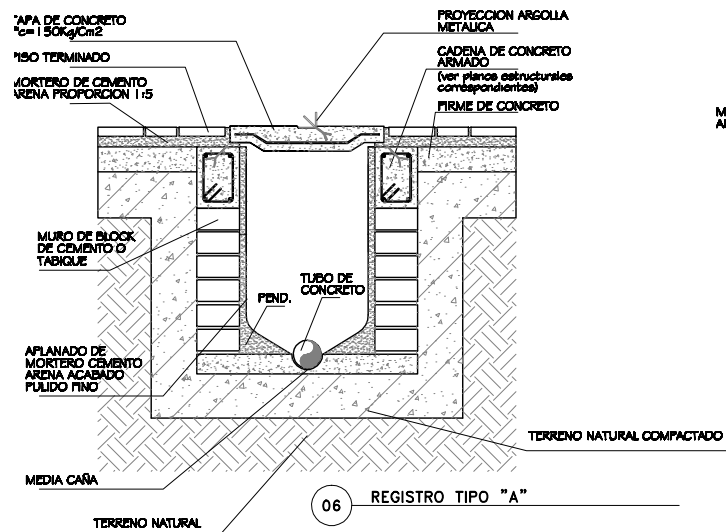 'APA DE CONCRETO
'c=150Kg/Cm2
'ISO TERMINADO
MORTERO DE CEMENTO
ARENA PROPORCION 1:5
PROYECCION ARGOLLA
METALICA
CADENA DE CONCRETO
ARMADO
(ver planos estructurales
correspondientes)
FIRME DE CONCRETO
M
AR
MURO DE BLOCK
DE CEMENTO O
TABIQUE
TUBO DE
CONCRETO
PEND.
APLANADO DE
MORTERO CEMENTO
ARENA ACABADO
PULIDO FINO
TERRENO NATURAL COMPACTADO
MEDIA CAÑA
TERRENO NATURAL
06 REGISTRO TIPO "A"